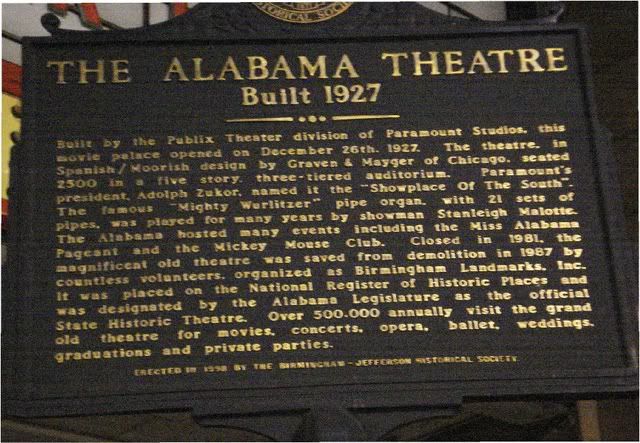 HISTORICAL SOC
THE ALABAMA THEATRE
Built 1927
Built by the Publix Theater division of Paramount Studios, this
movie palace opened on December 26th, 1927. The theatre, in
Spanish/Moorish design by Graven & Mayger of Chicago, seated
2500 in a five story, three-tiered auditorium. Paramount's
president, Adolph Zukor, named it the "Showplace Of The South".
The famous "Mighty Wurlitzer" pipe organ, with 21 sets of
pipes, was played for many years by showman Stanleigh Malotte.
The Alabama hosted many events including the Miss Alabama
Pageant and the Mickey Mouse Club. Closed in 1981, the
magnificent old theatre was saved from demolition in 1987 by
countless volunteers, organized as Birmingham Landmarks, Inc.
It was placed on the National Register of Historic Places and
was designated by the Alabama Legislature as the official
State Historic Theatre. Over 500,000 annually visit the grand
old theatre for movies, concerts, opera, ballet, weddings,
graduations and private parties.
ERECTED IN 1998 BY THE BIRMINGHAM - JEFFERSON HISTORICAL SOCIETY